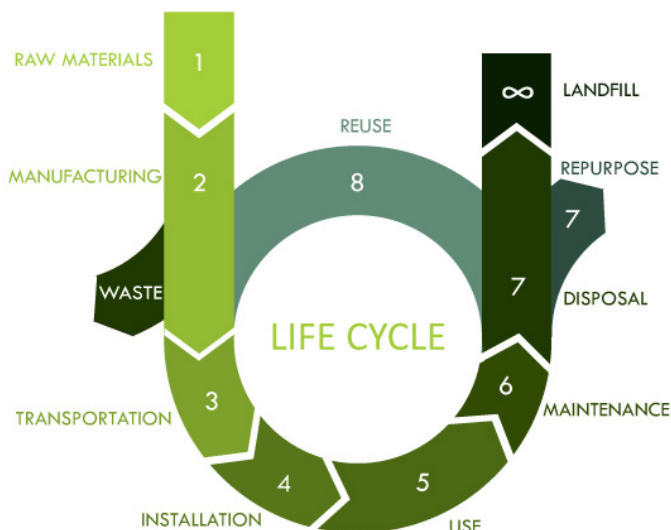 RAW MATERIALS
1
∞
LANDFILL
REUSE
MANUFACTURING
2
8
REPURPOSE
7
WASTE
7
DISPOSAL
LIFE CYCLE
3
6
TRANSPORTATION
MAINTENANCE
4
5
INSTALLATION
USE